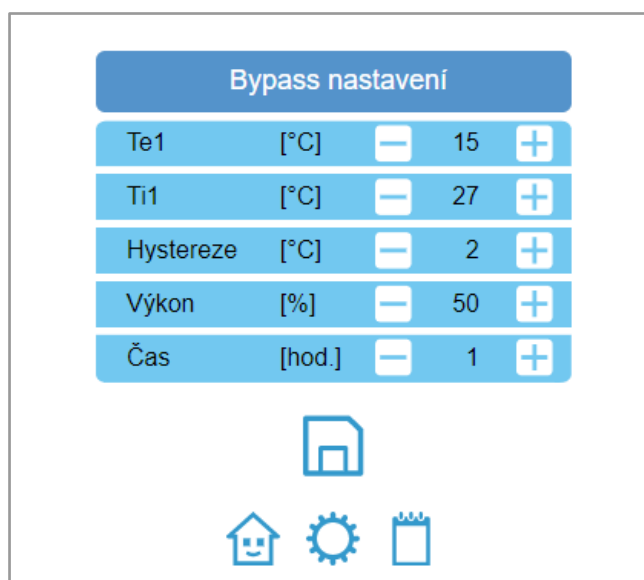 Bypass nastavení
Te1 [°C] 15
Ti1 [°C] 27
Hystereze [°C] 2
Výkon [%] 50
Čas [hod.] 1